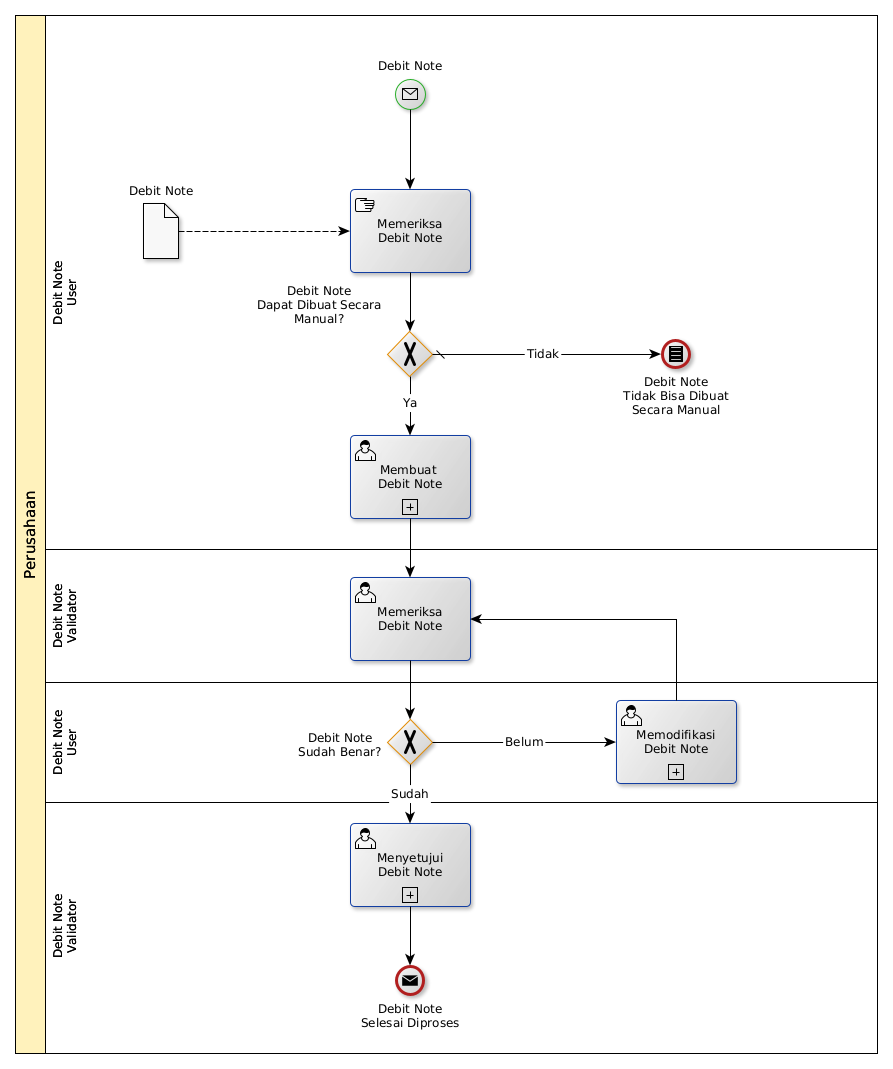 Perusahaan
Debit Note
User
Debit Note
Debit Note
Memeriksa
Debit Note
Debit Note
Dapat Dibuat Secara
Manual?
Tidak
Debit Note
Tidak Bisa Dibuat
Secara Manual
Ya
Membuat
Debit Note
Debit Note
Validator
Memeriksa
Debit Note
Debit Note
User
Debit Note
Sudah Benar?
Belum
Memodifikasi
Debit Note
Sudah
Debit Note
Validator
Menyetujui
Debit Note
Debit Note
Selesai Diproses